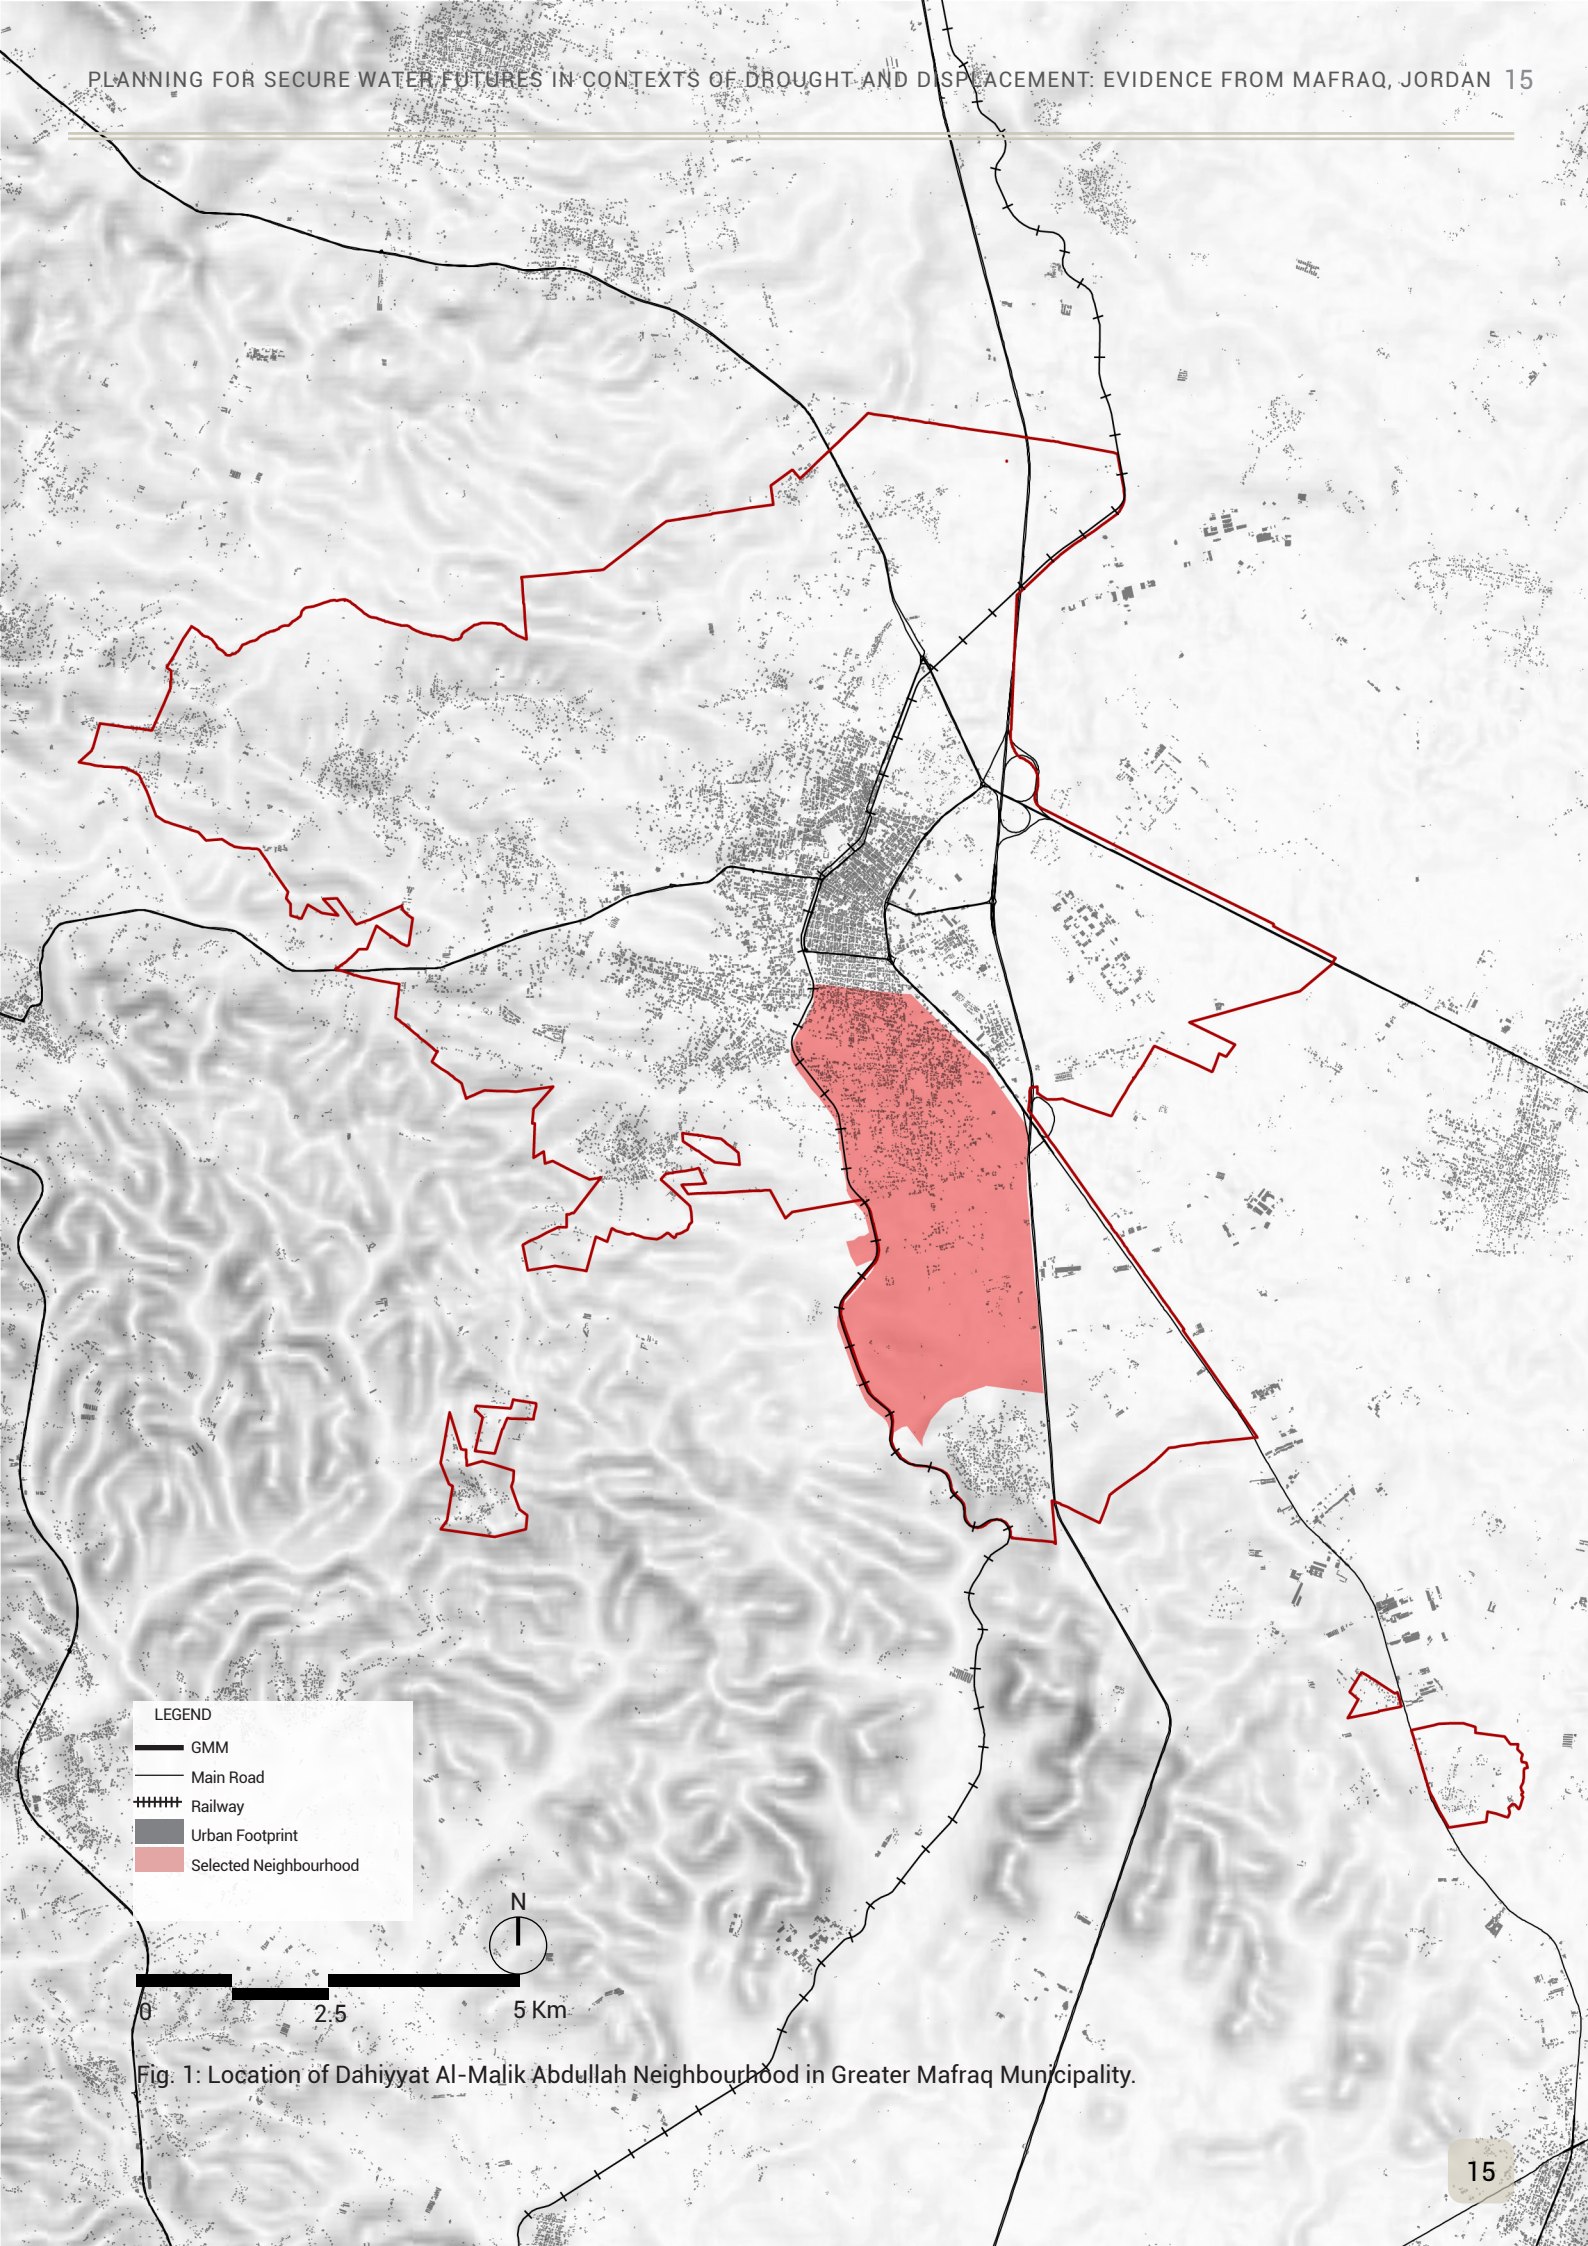 PLANNING FOR SECURE WATER FUTURES IN CONTEXTS OF DROUGHT AND DISPLACEMENT: EVIDENCE FROM MAFRAQ, JORDAN 15
LEGEND
GMM
Main Road
Railway
Urban Footprint
Selected Neighbourhood
N
0 2.5 5 Km
Fig. 1: Location of Dahiyyat Al-Malik Abdullah Neighbourhood in Greater Mafraq Municipality.
15